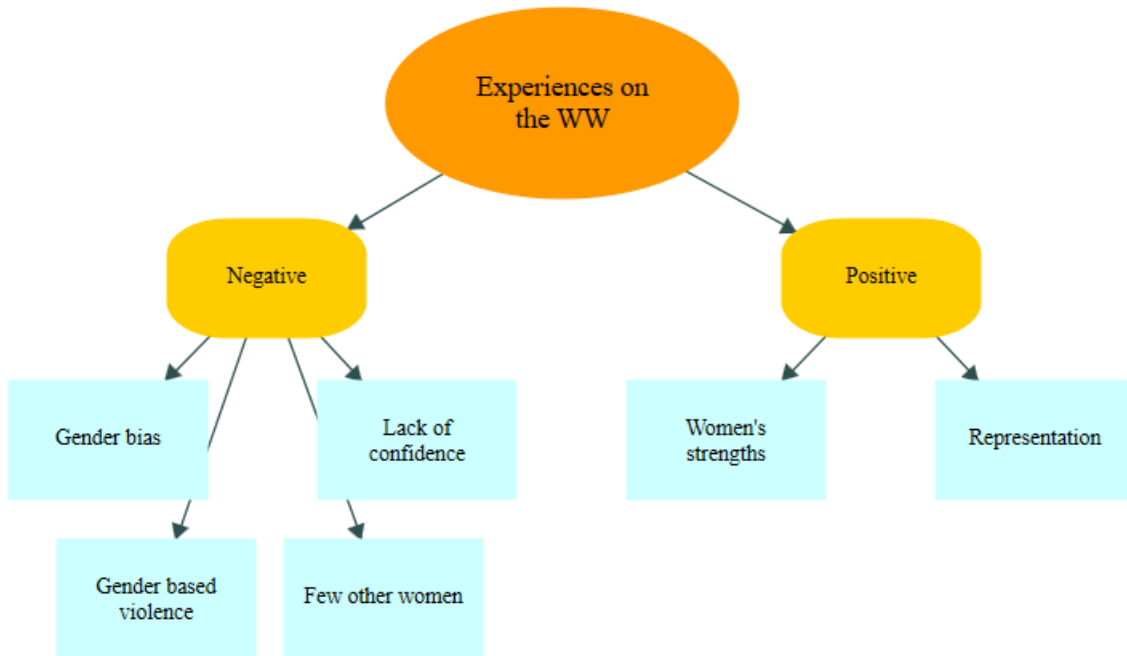 Experiences on
the WW
Negative
Positive
Gender bias
Lack of
confidence
Women's
strengths
Representation
Gender based
violence
Few other women